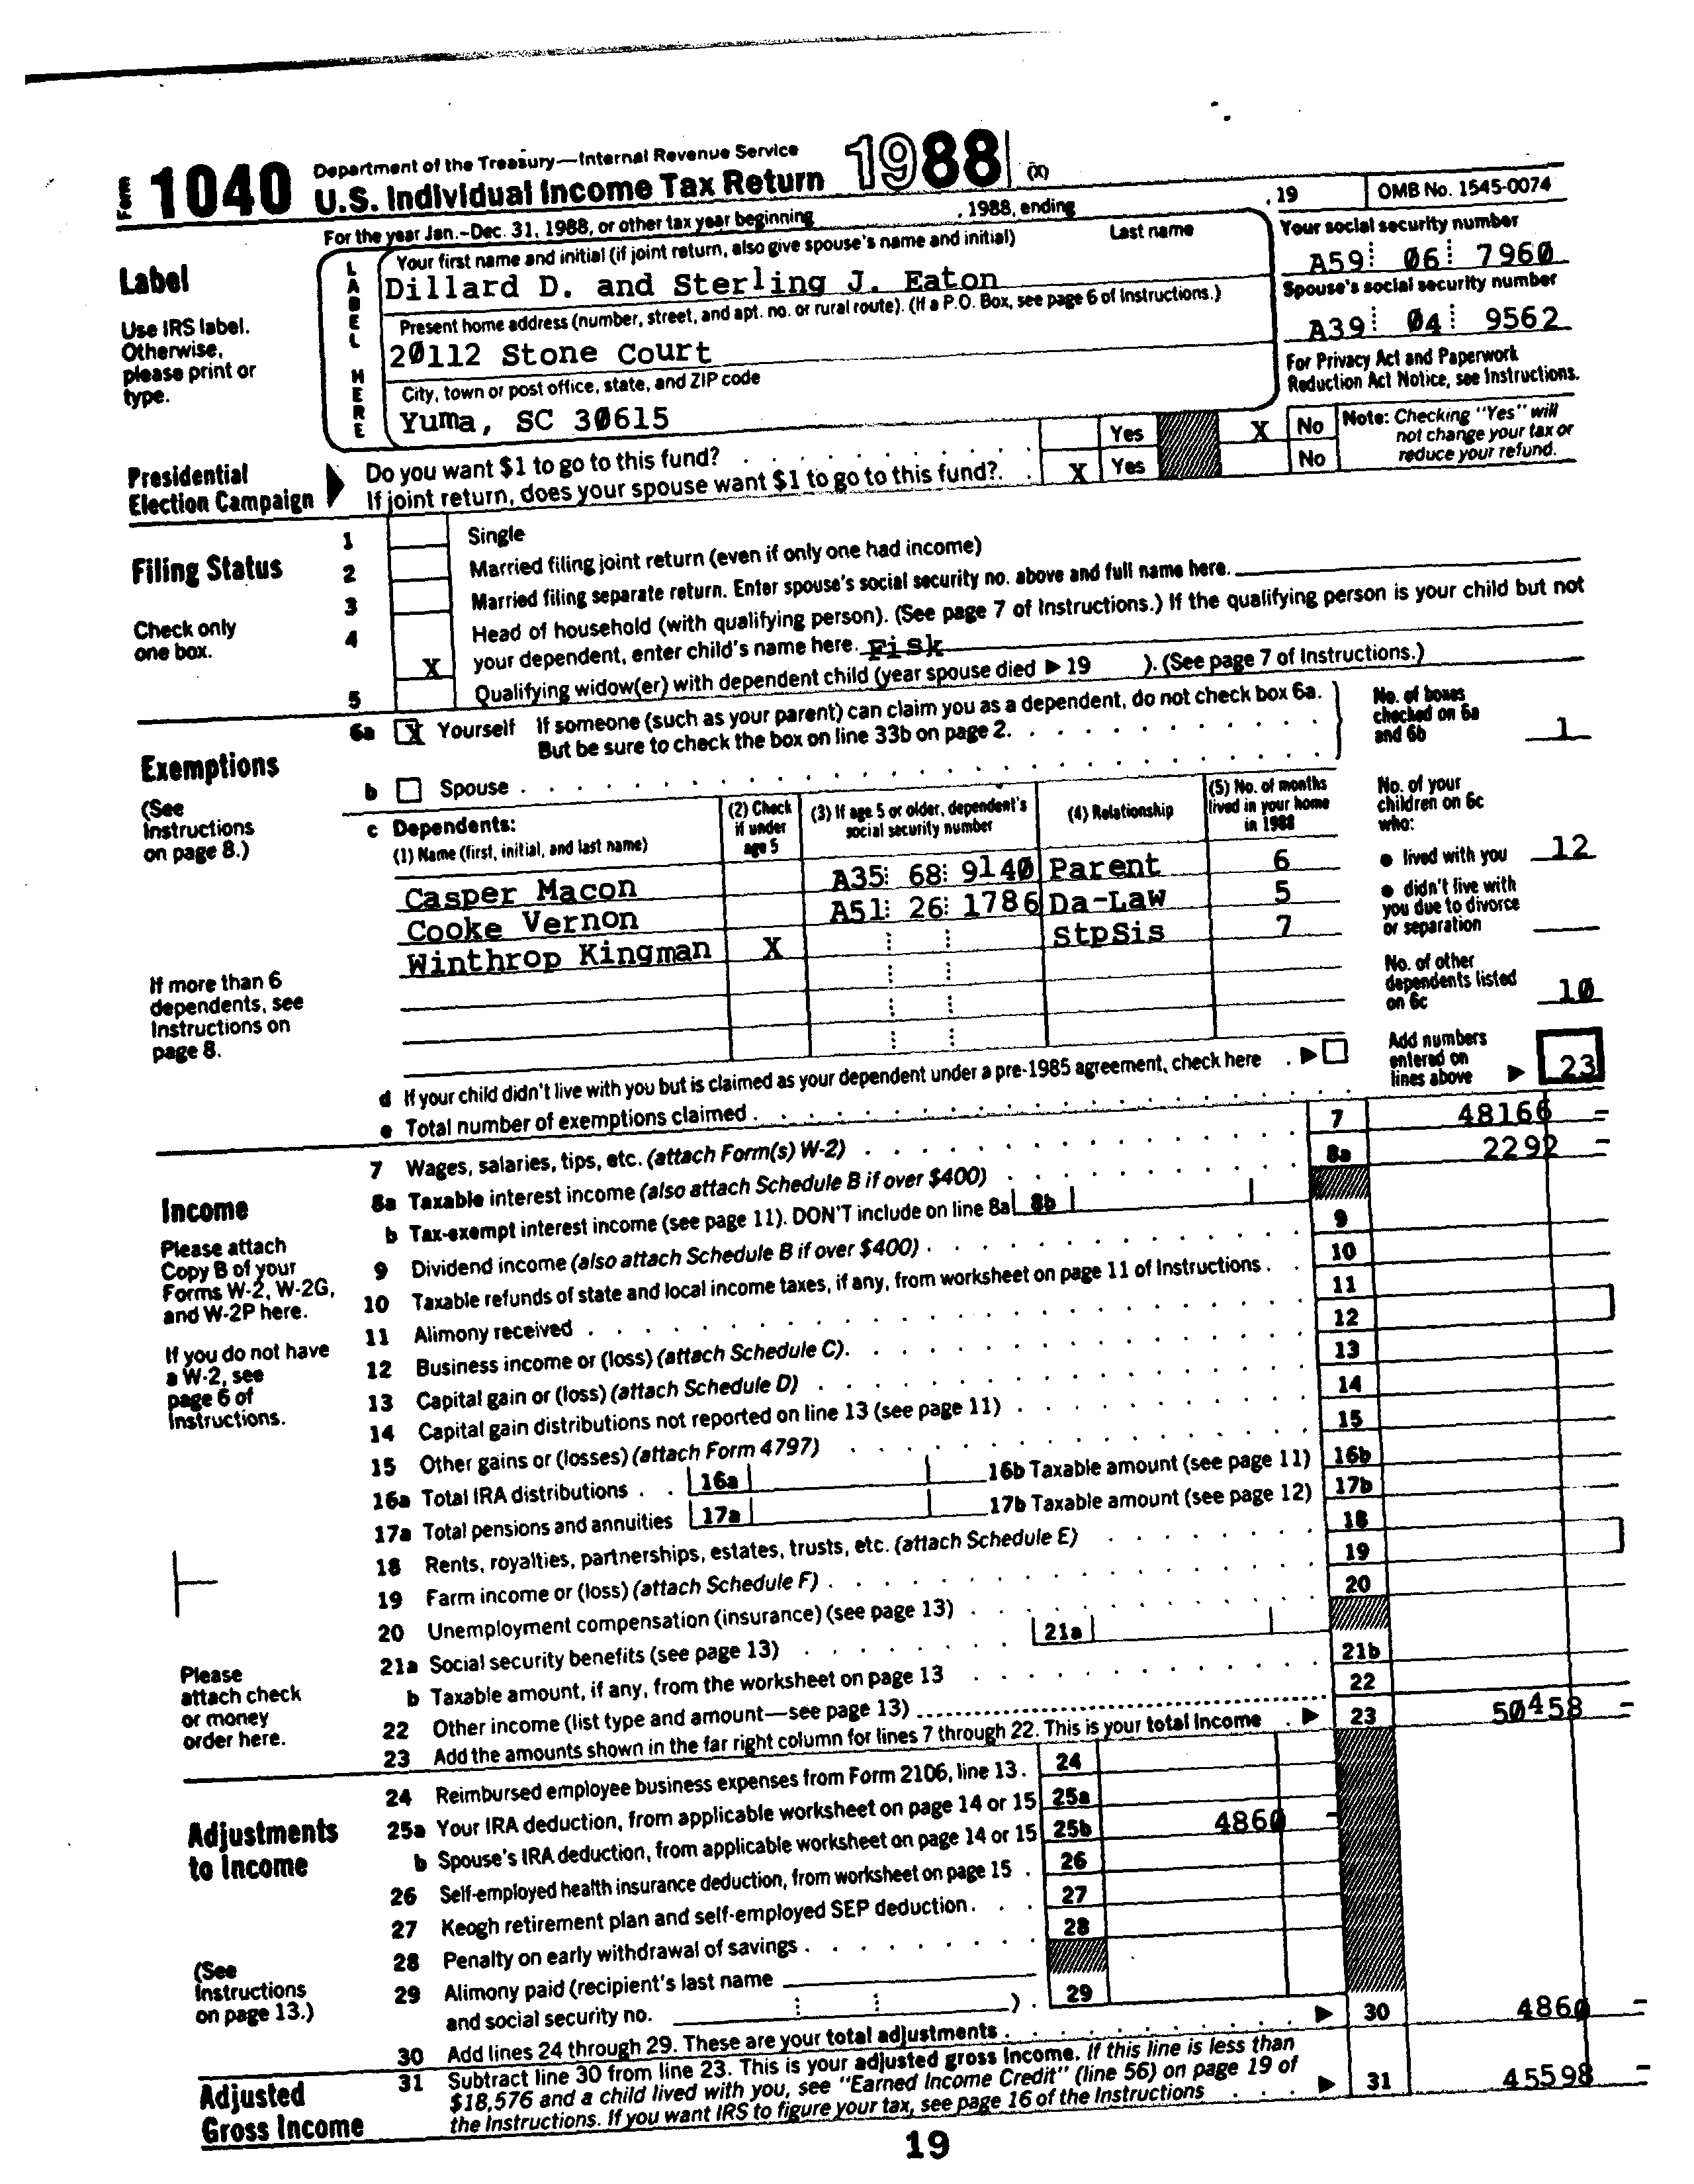 Form 1040 Department of the Treasury—Internal Revenue Service
U.S. Individual Income Tax Return 1988 (X)
For the year Jan.-Dec. 31, 1988, or other tax year beginning , 1988, ending , 19 OMB No. 1545-0074
Label
Use IRS label.
Otherwise,
please print or
type.
LABEL HERE
Your first name and initial (if joint return, also give spouse's name and initial) Last name
Dillard D. and Sterling J. Eaton
Present home address (number, street, and apt. no. or rural route). (If a P.O. Box, see page 6 of Instructions.)
20112 Stone Court
City, town or post office, state, and ZIP code
Yuma, SC 30615
Your social security number
A59 06 7960
Spouse's social security number
A39 04 9562
For Privacy Act and Paperwork
Reduction Act Notice, see Instructions.
Presidential
Election Campaign
Do you want $1 to go to this fund? Yes X No
If joint return, does your spouse want $1 to go to this fund?. X Yes No
Note: Checking "Yes" will
not change your tax or
reduce your refund.
Filing Status
Check only
one box.
1 Single
2 Married filing joint return (even if only one had income)
3 Married filing separate return. Enter spouse's social security no. above and full name here.
4 Head of household (with qualifying person). (See page 7 of Instructions.) If the qualifying person is your child but not
X your dependent, enter child's name here. Fisk
5 Qualifying widow(er) with dependent child (year spouse died ▶ 19 ). (See page 7 of Instructions.)
Exemptions
(See
Instructions
on page 8.)
6a X Yourself If someone (such as your parent) can claim you as a dependent, do not check box 6a.
But be sure to check the box on line 33b on page 2.
b Spouse
No. of boxes
checked on 6a
and 6b 1
c Dependents:
(1) Name (first, initial, and last name)
(2) Check
if under
age 5
(3) If age 5 or older, dependent's
social security number
(4) Relationship
(5) No. of months
lived in your home
in 1988
Casper Macon A35 68 9140 Parent 6
Cooke Vernon A51 26 1786 Da-Law 5
Winthrop Kingman X StpSis 7
No. of your
children on 6c
who:
● lived with you 12
● didn't live with
you due to divorce
or separation
No. of other
dependents listed
on 6c 10
If more than 6
dependents, see
Instructions on
page 8.
d If your child didn't live with you but is claimed as your dependent under a pre-1985 agreement, check here
e Total number of exemptions claimed
Add numbers
entered on
lines above ▶ 23
Income
Please attach
Copy B of your
Forms W-2, W-2G,
and W-2P here.
If you do not have
a W-2, see
page 6 of
Instructions.
Please
attach check
or money
order here.
7 Wages, salaries, tips, etc. (attach Form(s) W-2) 7 48166 -
8a Taxable interest income (also attach Schedule B if over $400) 8a 2292 -
b Tax-exempt interest income (see page 11). DON'T include on line 8a 8b
9 Dividend income (also attach Schedule B if over $400) 9
10 Taxable refunds of state and local income taxes, if any, from worksheet on page 11 of Instructions 10
11 Alimony received 11
12 Business income or (loss) (attach Schedule C). 12
13 Capital gain or (loss) (attach Schedule D) 13
14 Capital gain distributions not reported on line 13 (see page 11) 14
15 Other gains or (losses) (attach Form 4797) 15
16a Total IRA distributions 16a 16b Taxable amount (see page 11) 16b
17a Total pensions and annuities 17a 17b Taxable amount (see page 12) 17b
18 Rents, royalties, partnerships, estates, trusts, etc. (attach Schedule E) 18
19 Farm income or (loss) (attach Schedule F) 19
20 Unemployment compensation (insurance) (see page 13) 20
21a Social security benefits (see page 13) 21a
b Taxable amount, if any, from the worksheet on page 13 21b
22 Other income (list type and amount—see page 13) 22
23 Add the amounts shown in the far right column for lines 7 through 22. This is your total income ▶ 23 50458 -
Adjustments
to Income
(See
Instructions
on page 13.)
24 Reimbursed employee business expenses from Form 2106, line 13. 24
25a Your IRA deduction, from applicable worksheet on page 14 or 15 25a
b Spouse's IRA deduction, from applicable worksheet on page 14 or 15 25b 4860 -
26 Self-employed health insurance deduction, from worksheet on page 15 26
27 Keogh retirement plan and self-employed SEP deduction 27
28 Penalty on early withdrawal of savings 28
29 Alimony paid (recipient's last name
and social security no. ) 29
30 Add lines 24 through 29. These are your total adjustments ▶ 30 4860 -
Adjusted
Gross Income
31 Subtract line 30 from line 23. This is your adjusted gross income. If this line is less than
$18,576 and a child lived with you, see "Earned Income Credit" (line 56) on page 19 of
the Instructions. If you want IRS to figure your tax, see page 16 of the Instructions ▶ 31 45598 -
19